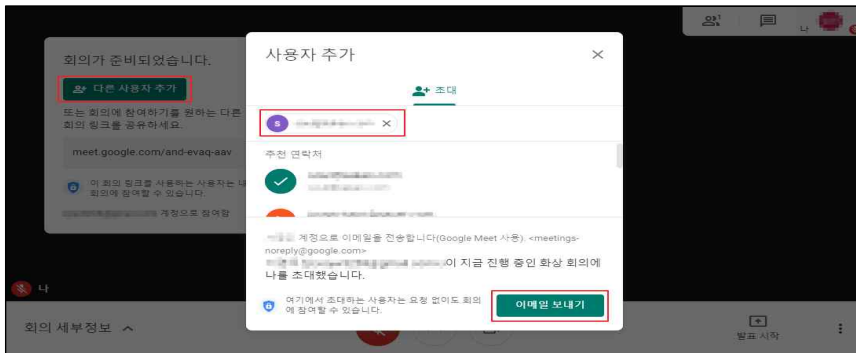 회의가 준비되었습니다.
다른 사용자 추가
또는 회의에 참여하기를 원하는 다른
회의 링크를 공유하세요.
meet.google.com/and-evaq-aav
이 회의 링크를 사용하는 사용자는
회의에 참여할 수 있습니다.
계정으로 참여함
나
회의 세부정보
사용자 추가
초대
s
추천 연락처
계정으로 이메일을 전송합니다(Google Meet 사용). <meetings-
noreply@google.com>
이 지금 진행 중인 화상 회의에
나를 초대했습니다.
여기에서 초대하는 사용자는 요청 없이도 회의
에 참여할 수 있습니다.
이메일 보내기
1
나
발표 시작